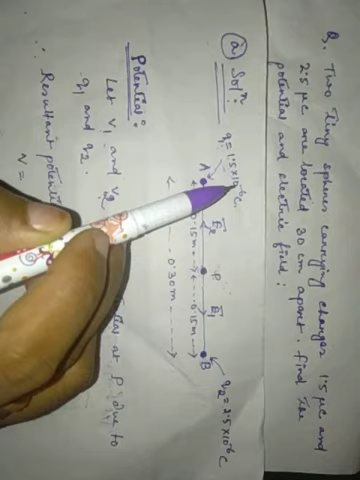 Q. Two tiny spheres carrying charges 1.5 μc and
2.5 μc are located 30 cm apart. Find the
potential and electric field:
(a) Solⁿ.
q₁ = 1.5×10⁻⁶C.
q₂ = 2.5×10⁻⁶C
A E₂ P E₁ B
0.15m 0.15m
0.30m
Potential:
Let V₁ and V₂ at P due to
q₁ and q₂.
∴ Resultant
V =